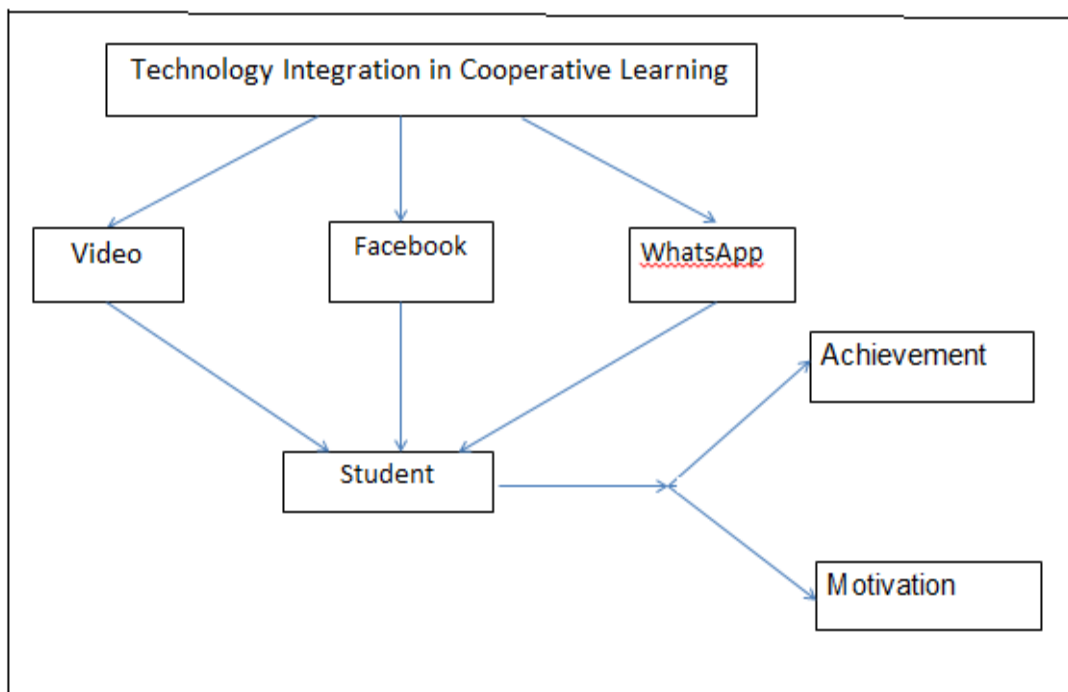 Technology Integration in Cooperative Learning
Video
Facebook
WhatsApp
Achievement
Student
Motivation